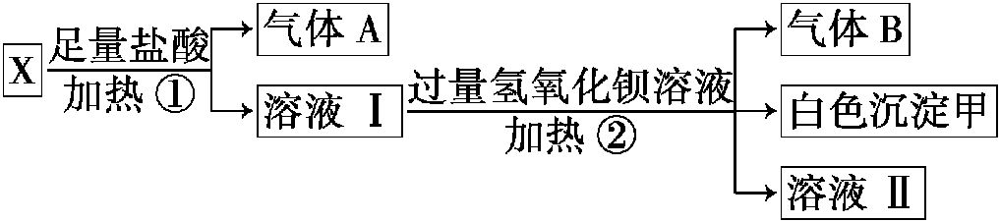 X
足量盐酸
加热 ①
气体 A
溶液 Ⅰ
过量氢氧化钡溶液
加热 ②
气体 B
白色沉淀甲
溶液 Ⅱ